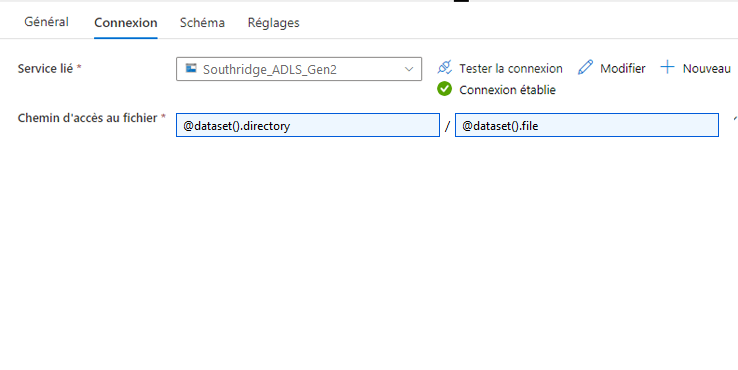 Général Connexion Schéma Réglages
Service lié * Southridge_ADLS_Gen2 Tester la connexion Modifier Nouveau
Connexion établie
Chemin d'accès au fichier * @dataset().directory / @dataset().file